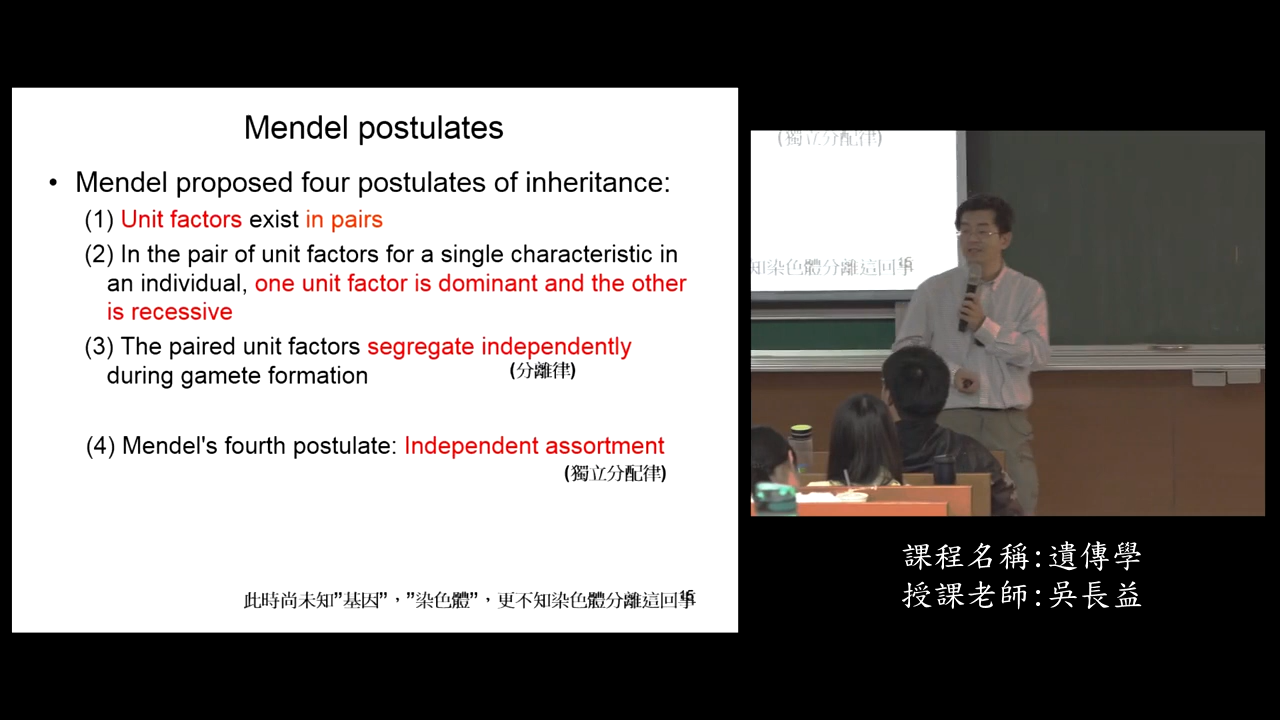 Mendel postulates
• Mendel proposed four postulates of inheritance:
(1) Unit factors exist in pairs
(2) In the pair of unit factors for a single characteristic in
an individual, one unit factor is dominant and the other
is recessive
(3) The paired unit factors segregate independently
during gamete formation
(分離律)
(4) Mendel's fourth postulate: Independent assortment
(獨立分配律)
此時尚未知”基因”，”染色體”，更不知染色體分離這回事
15
(獨立分配律)
知染色體分離這回事
15
課程名稱:遺傳學
授課老師:吳長益